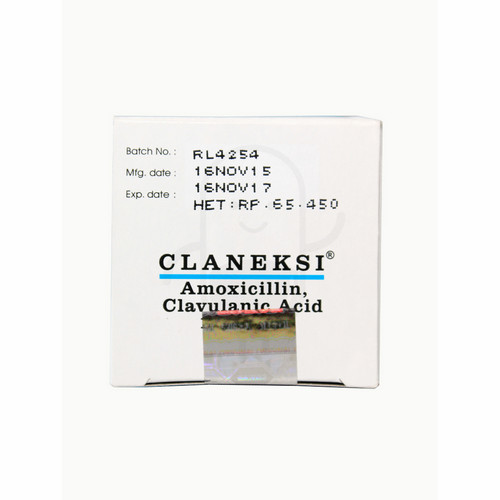 Batch No. : RL4254
Mfg. date : 16NOV15
Exp. date : 16NOV17
HET:RP.65.450
CLANEKSI®
Amoxicillin,
Clavulanic Acid